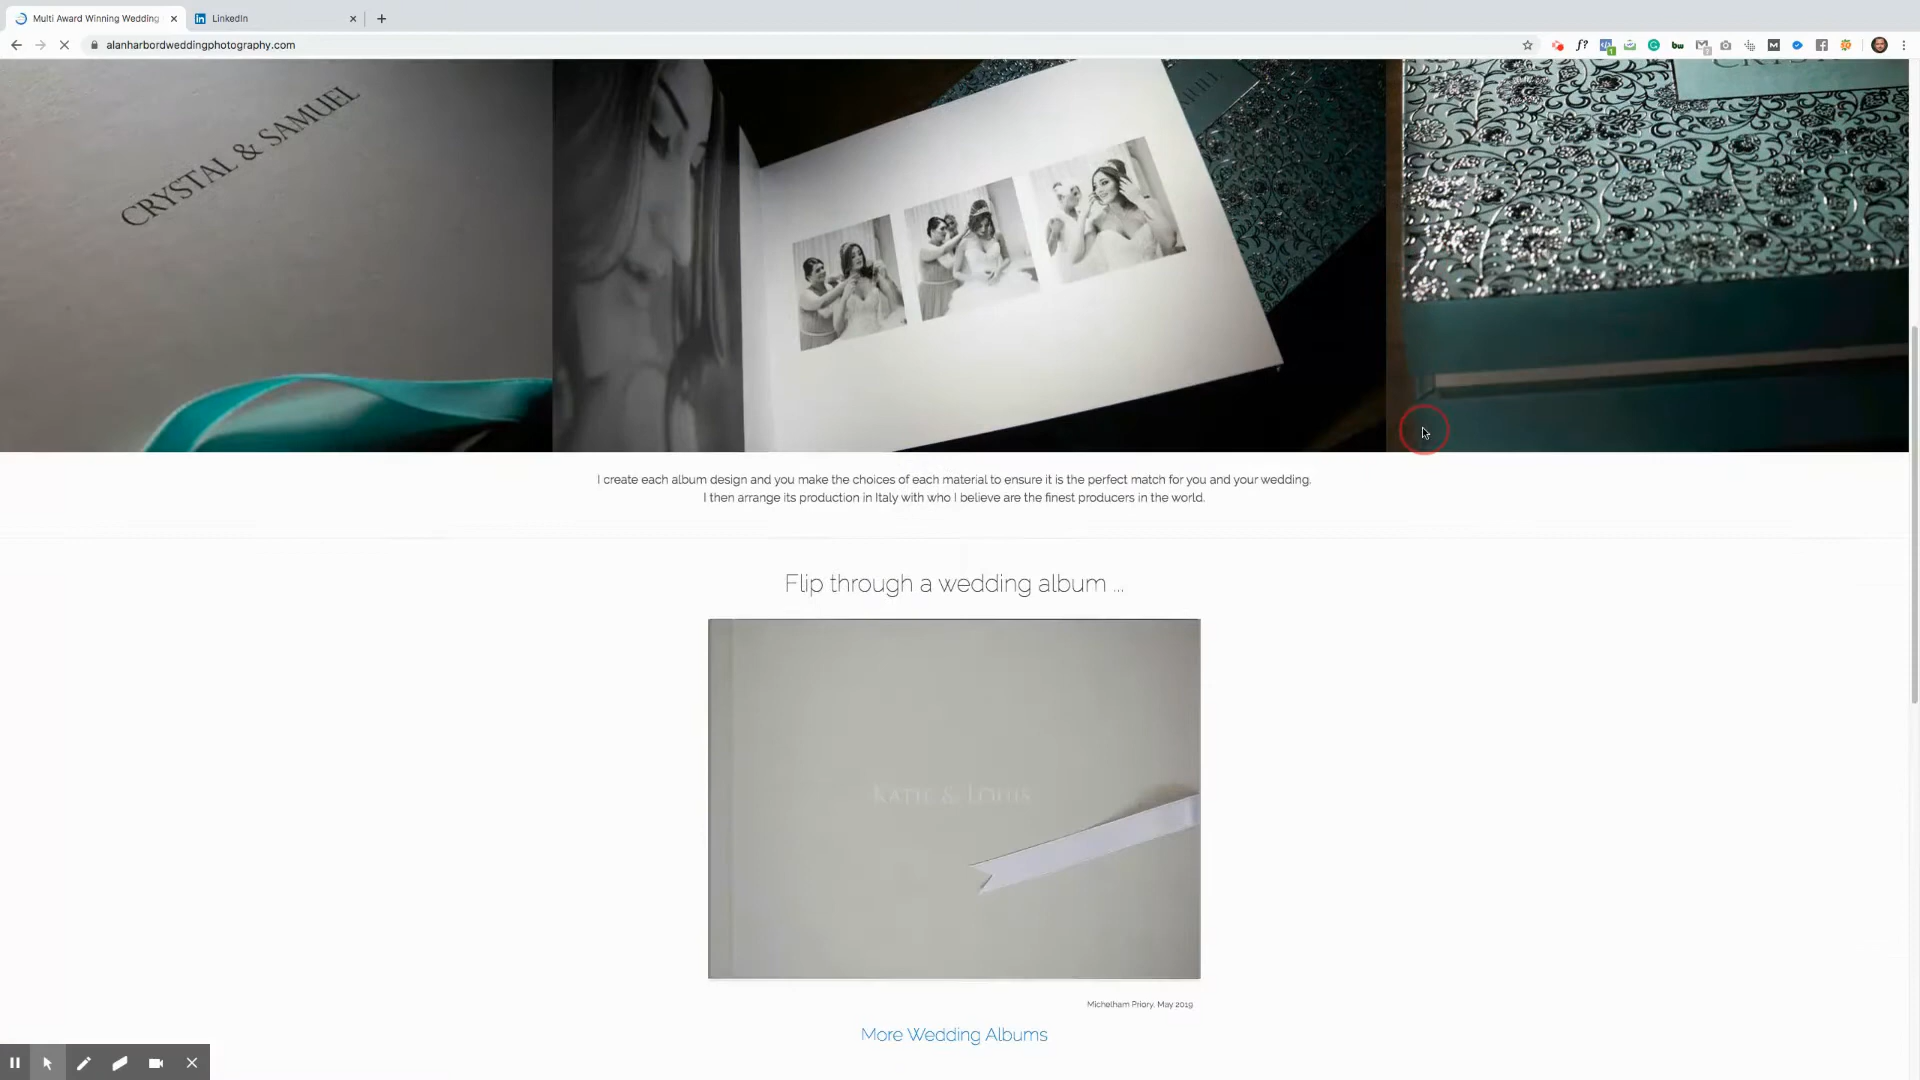 Multi Award Winning Wedding
LinkedIn
alanharbordweddingphotography.com
CRYSTAL & SAMUEL
I create each album design and you make the choices of each material to ensure it is the perfect match for you and your wedding.
I then arrange its production in Italy with who I believe are the finest producers in the world.
Flip through a wedding album ...
KATIE & LOUIS
Michelham Priory, May 2019
More Wedding Albums